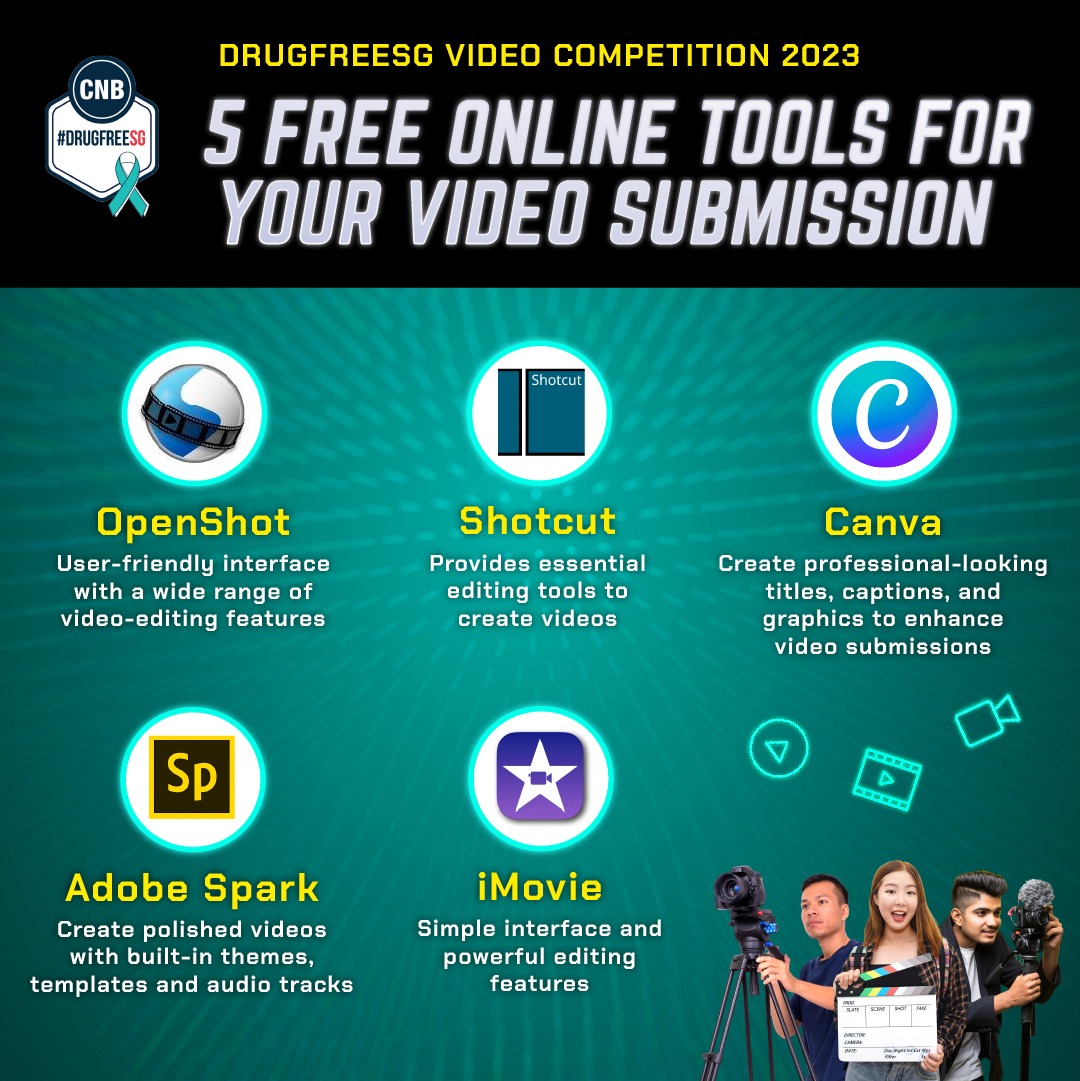 DRUGFREESG VIDEO COMPETITION 2023
CNB
#DRUGFREESG
5 FREE ONLINE TOOLS FOR
YOUR VIDEO SUBMISSION
Shotcut
C
OpenShot
User-friendly interface
with a wide range of
video-editing features
Shotcut
Provides essential
editing tools to
create videos
Canva
Create professional-looking
titles, captions, and
graphics to enhance
video submissions
Sp
Adobe Spark
Create polished videos
with built-in themes,
templates and audio tracks
iMovie
Simple interface and
powerful editing
features
PROD.
SLATE SCENE SHOT TAKE
DIRECTOR:
CAMERA:
DATE:
Filter